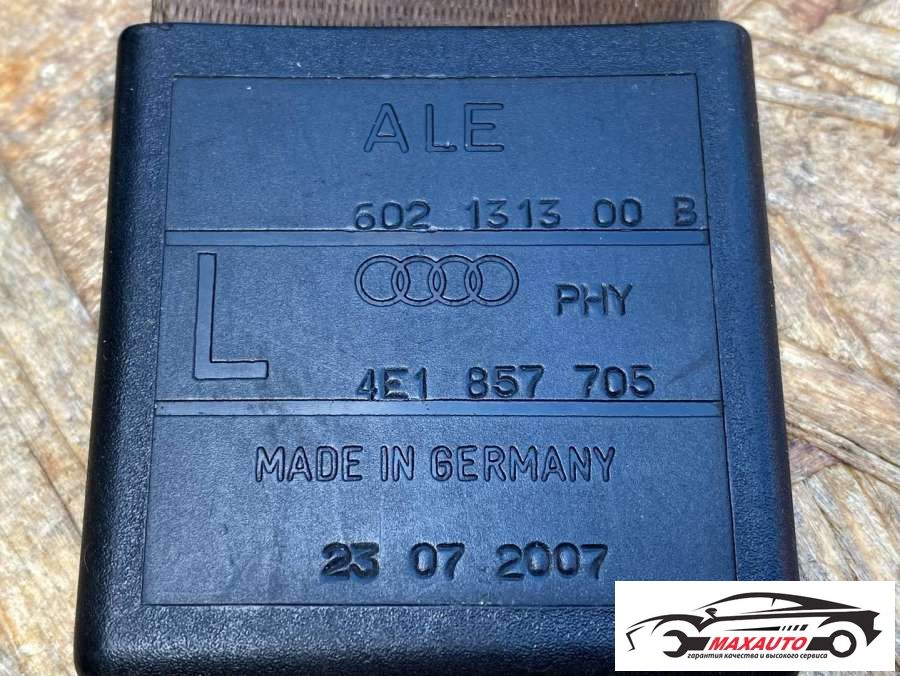 ALE
602 1313 00 B
L PHY
4E1 857 705
MADE IN GERMANY
23 07 2007
MAXAUTO
гарантия качества и высокого сервиса